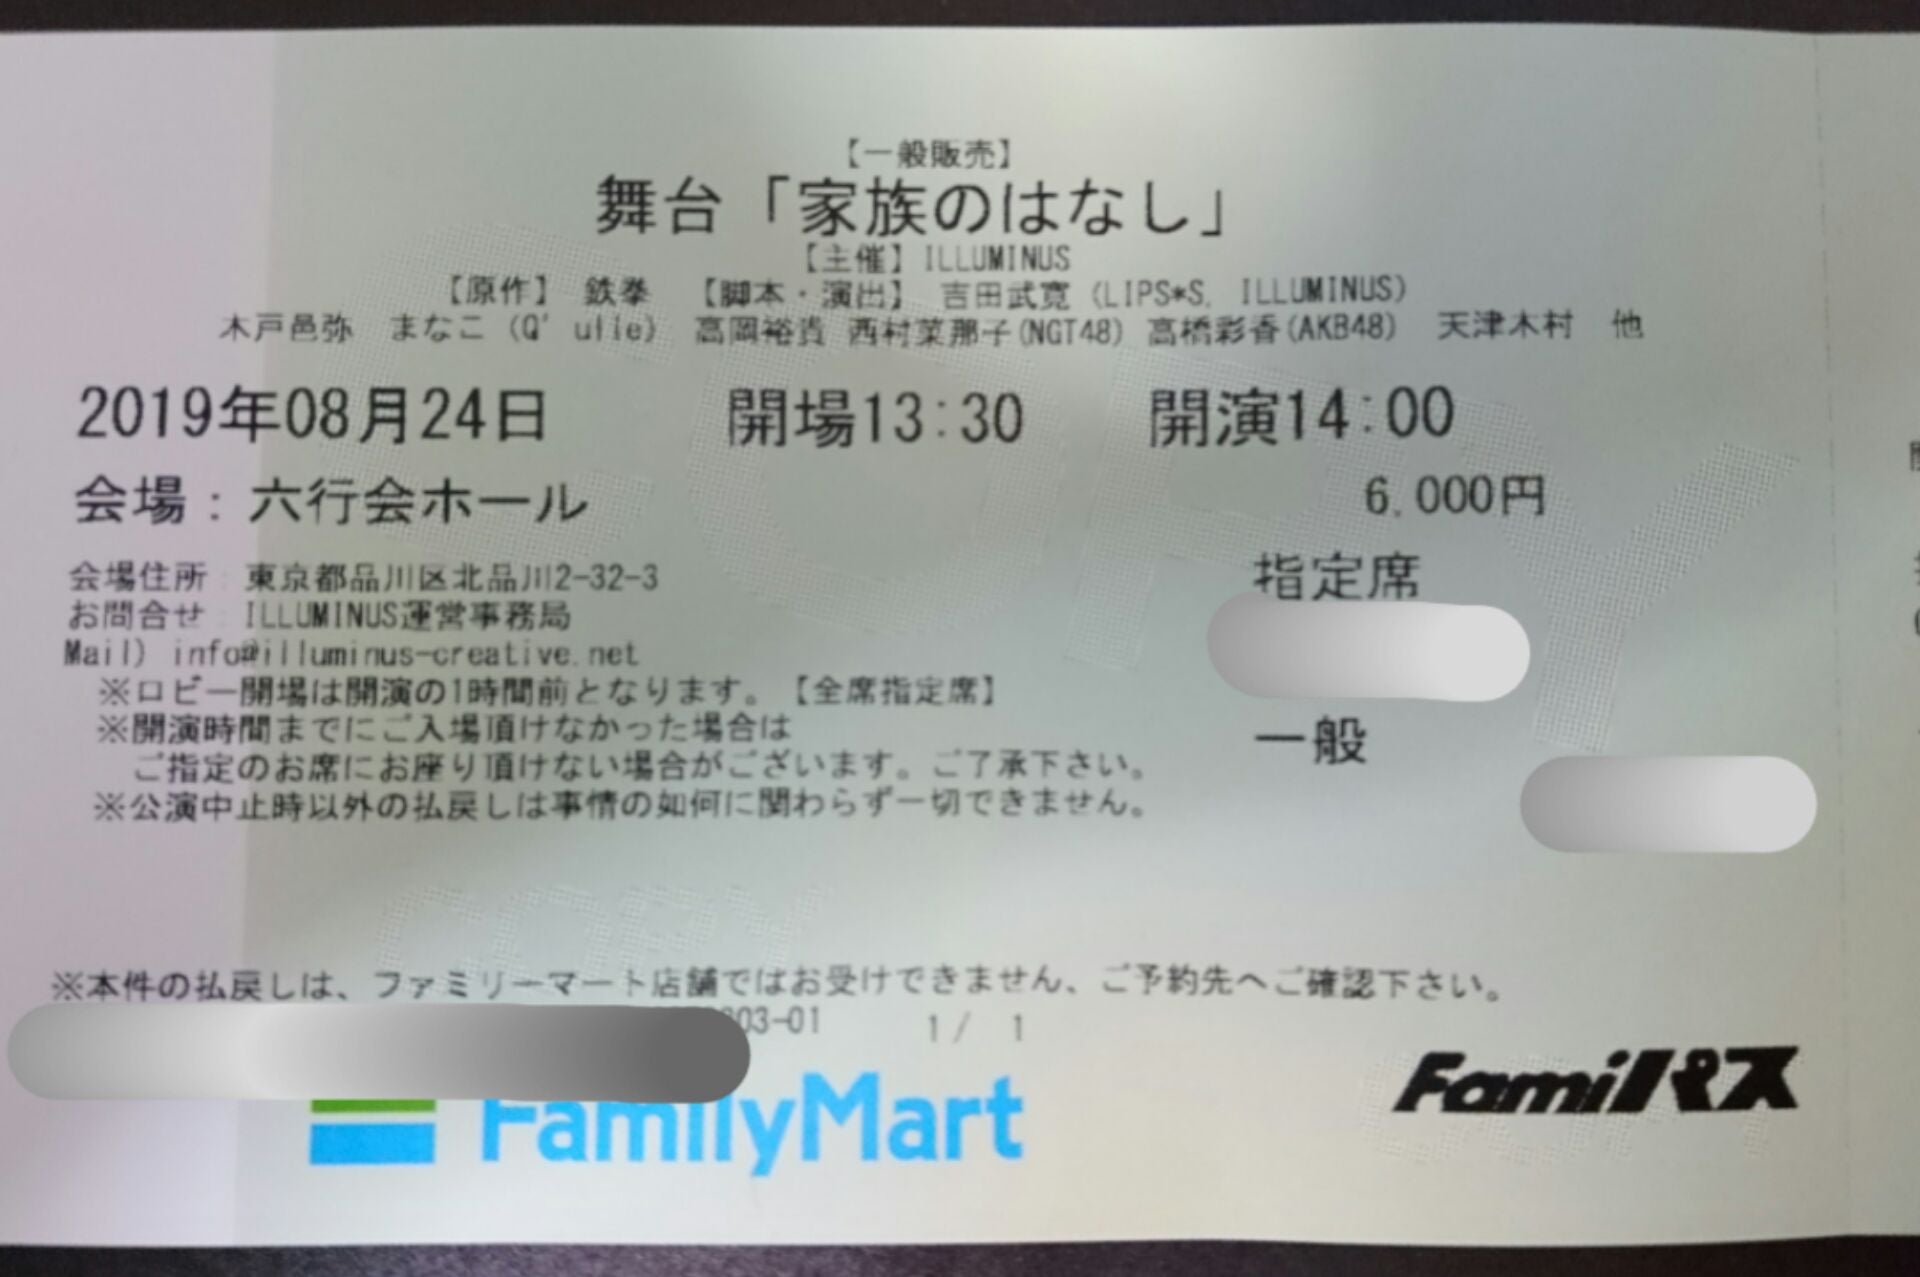 【一般販売】
舞台「家族のはなし」
【主催】ILLUMINUS
【原作】 鉄拳 【脚本・演出】 吉田武寛 (LIPS*S, ILLUMINUS)
木戸邑弥 まなこ (Q'ulle) 高岡裕貴 西村菜那子(NGT48) 高橋彩香(AKB48) 天津木村 他
2019年08月24日 開場13:30 開演14:00
会場：六行会ホール 6,000円
会場住所：東京都品川区北品川2-32-3
指定席
お問合せ：ILLUMINUS運営事務局
Mail) info@illuminus-creative.net
※ロビー開場は開演の1時間前となります。【全席指定席】
※開演時間までにご入場頂けなかった場合は
ご指定のお席にお座り頂けない場合がございます。ご了承下さい。
一般
※公演中止時以外の払戻しは事情の如何に関わらず一切できません。
COPY
※本件の払戻しは、ファミリーマート店舗ではお受けできません、ご予約先へご確認下さい。
03-01 1/ 1
FamilyMart
Famiパス